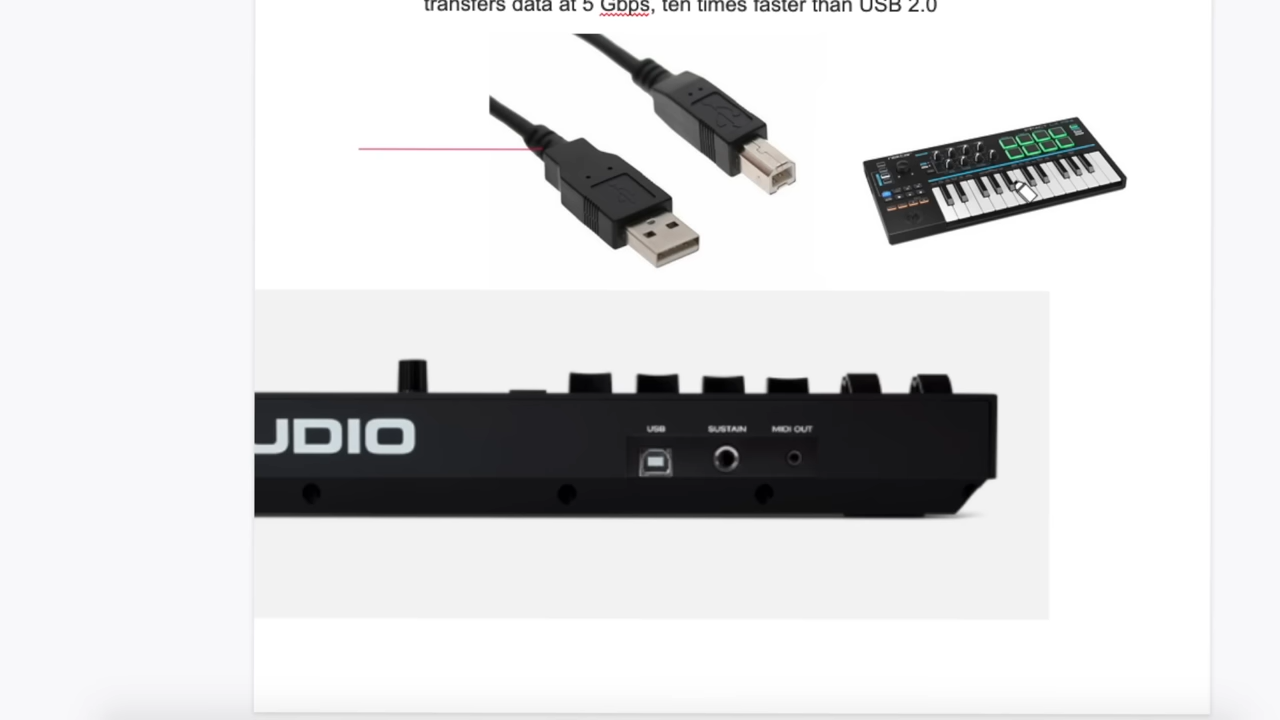 transfers data at 5 Gbps, ten times faster than USB 2.0
UDIO
USB
SUSTAIN
MIDI OUT